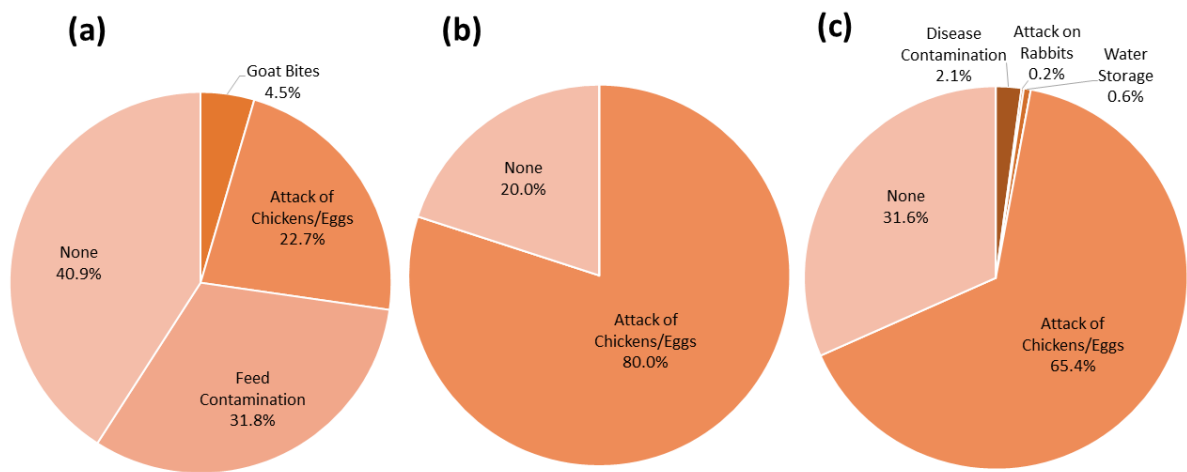 (a)
Goat Bites
4.5%
Attack of
Chickens/Eggs
22.7%
Feed
Contamination
31.8%
None
40.9%
(b)
None
20.0%
Attack of
Chickens/Eggs
80.0%
(c)
Disease
Contamination
2.1%
Attack on
Rabbits
0.2%
Water
Storage
0.6%
None
31.6%
Attack of
Chickens/Eggs
65.4%